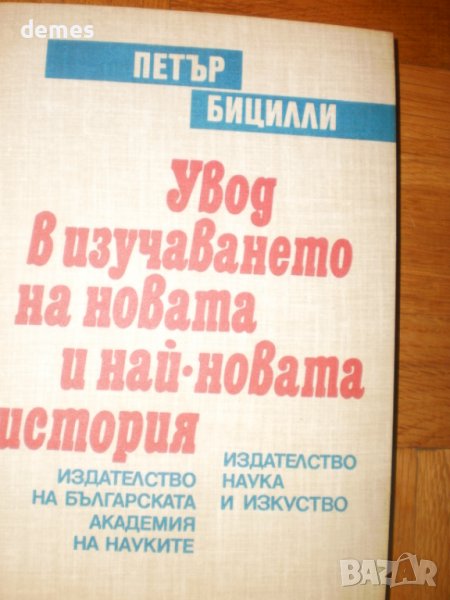 demes
ПЕТЪР
БИЦИЛЛИ
Увод
в изучаването
на новата
и най-новата
история
ИЗДАТЕЛСТВО
НА БЪЛГАРСКАТА
АКАДЕМИЯ
НА НАУКИТЕ
ИЗДАТЕЛСТВО
НАУКА
И ИЗКУСТВО
BAZAR